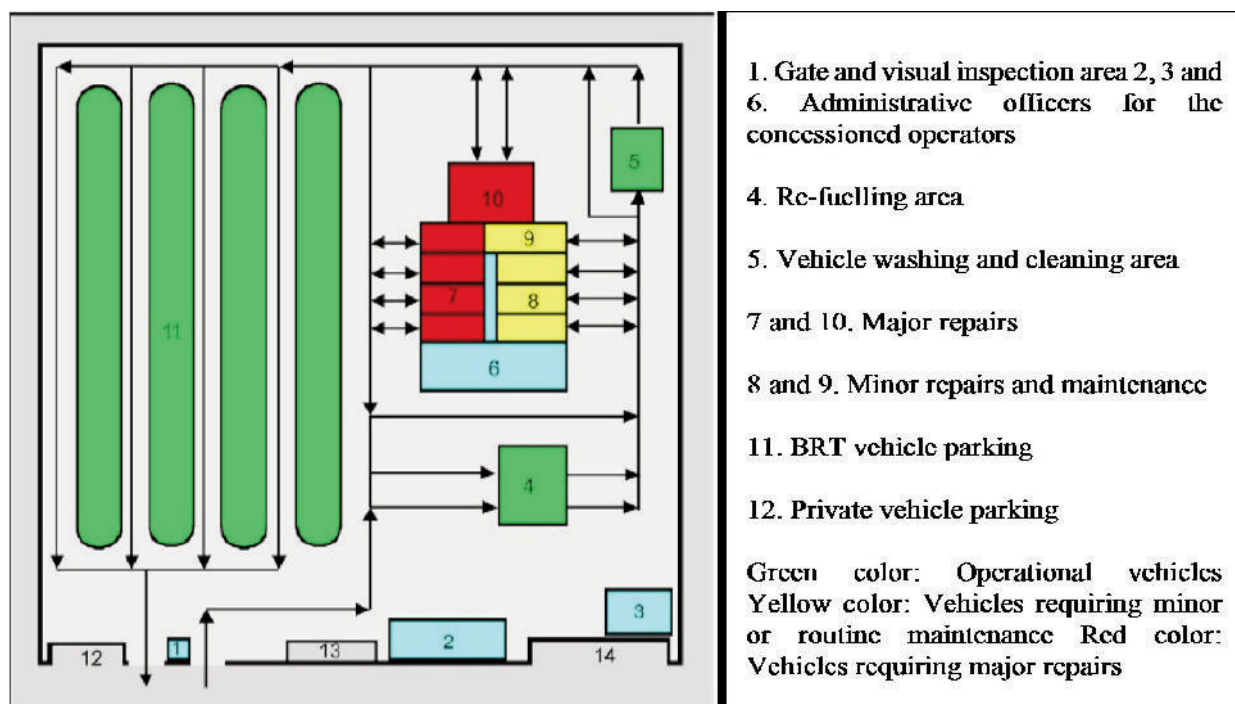 5
10
9
7
8
11
6
4
3
1
2
12
13
14
1. Gate and visual inspection area 2, 3 and
6. Administrative officers for the
concessioned operators
4. Re-fuelling area
5. Vehicle washing and cleaning area
7 and 10. Major repairs
8 and 9. Minor repairs and maintenance
11. BRT vehicle parking
12. Private vehicle parking
Green color: Operational vehicles
Yellow color: Vehicles requiring minor
or routine maintenance Red color:
Vehicles requiring major repairs